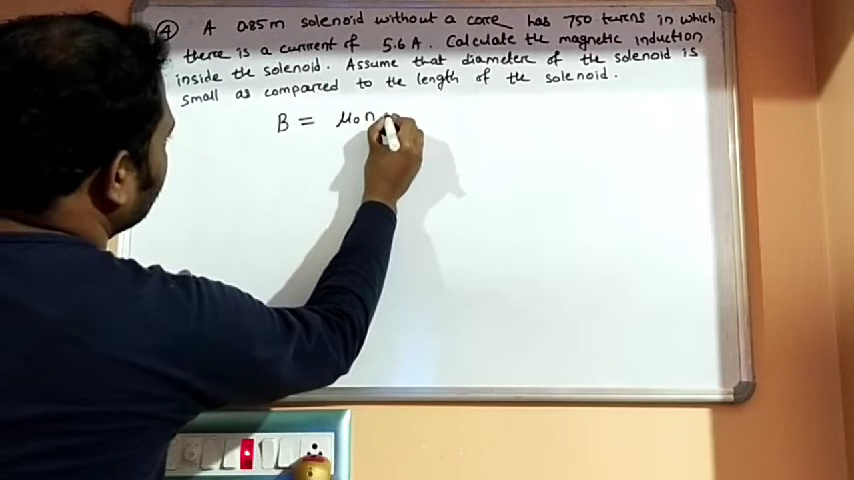 ④ A 0.85m solenoid without a core has 750 turns in which
there is a current of 5.6 A. Calculate the magnetic induction
inside the solenoid. Assume that diameter of the solenoid is
small as compared to the length of the solenoid.
B = μ₀n